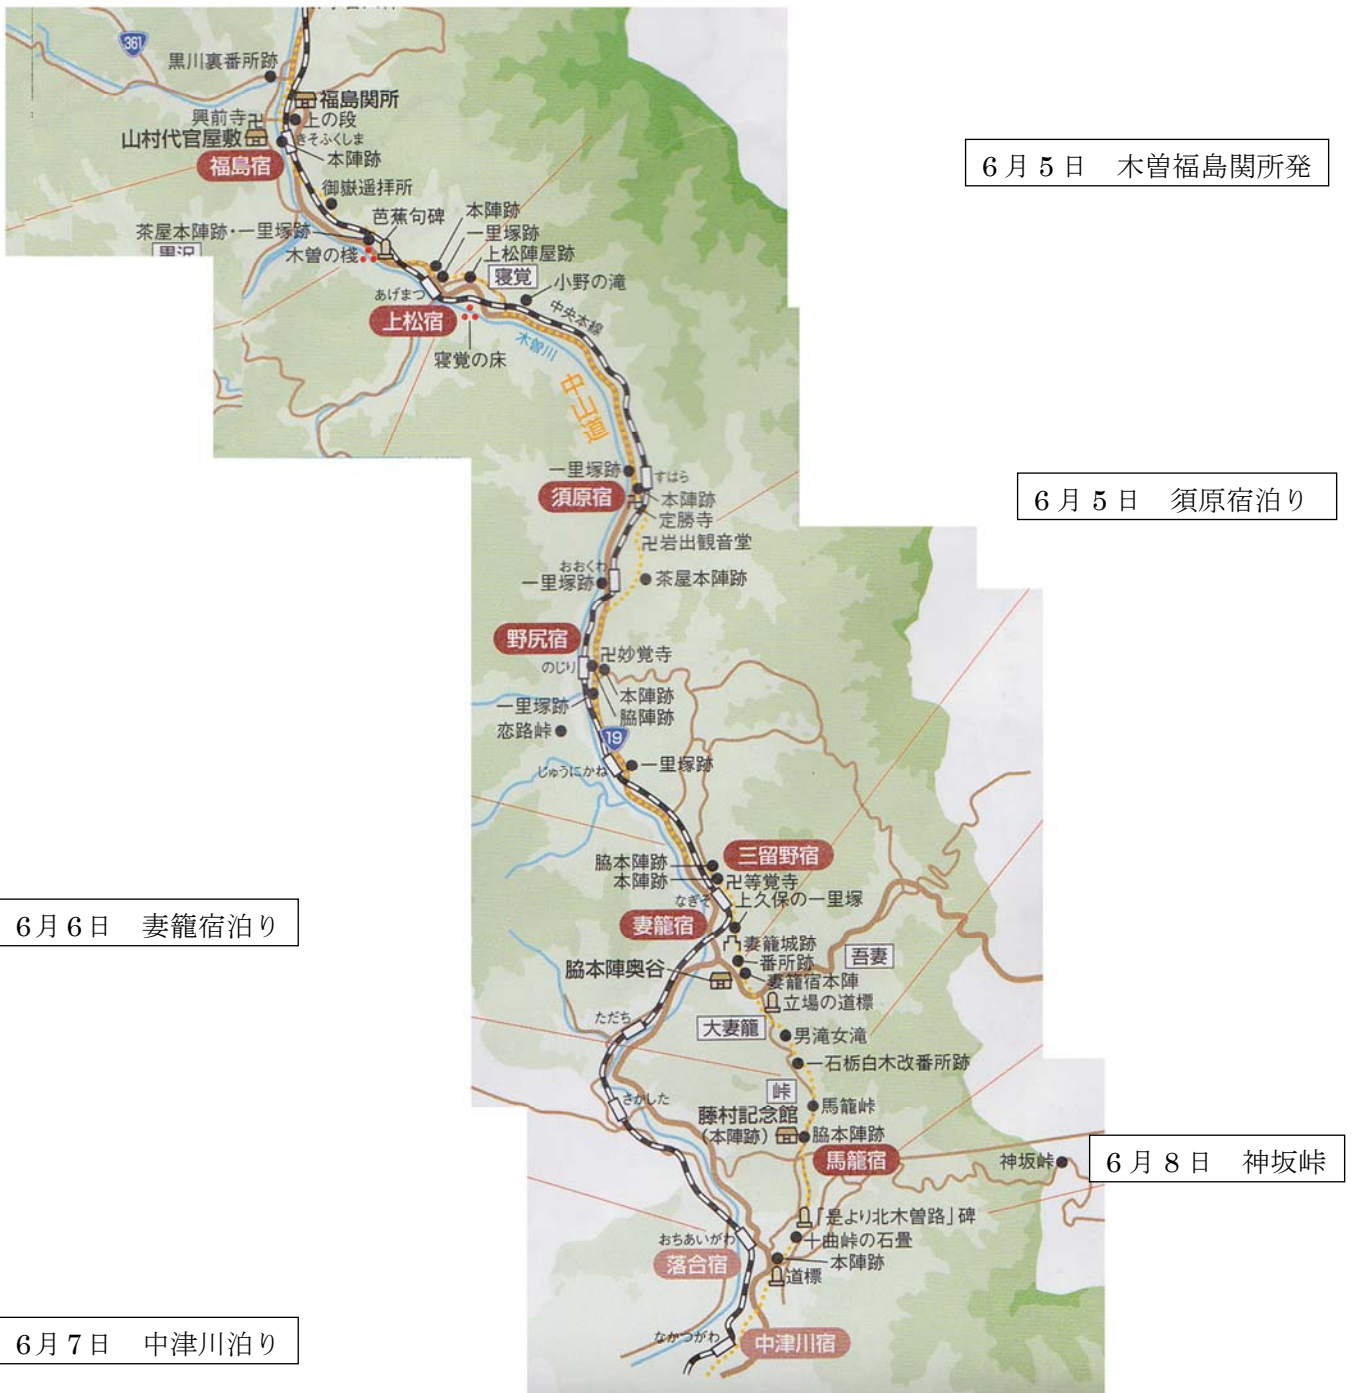 361
黒川裏番所跡
福島関所
興前寺
上の段
山村代官屋敷
きそふくしま
本陣跡
福島宿
6月5日 木曽福島関所発
御嶽遥拝所
芭蕉句碑
本陣跡
茶屋本陣跡・一里塚跡
一里塚跡
木曽の棧
上松陣屋跡
黒沢
寝覚
小野の滝
あげまつ
中央本線
上松宿
木曽川
寝覚の床
中山道
一里塚跡
すはら
須原宿
本陣跡
定勝寺
6月5日 須原宿泊り
岩出観音堂
おおくわ
一里塚跡
茶屋本陣跡
野尻宿
妙覚寺
のじり
本陣跡
一里塚跡
脇陣跡
恋路峠
19
じゅうにかね
一里塚跡
三留野宿
脇本陣跡
本陣跡
等覚寺
なぎそ
上久保の一里塚
妻籠宿
6月6日 妻籠宿泊り
妻籠城跡
吾妻
番所跡
脇本陣奥谷
妻籠宿本陣
立場の道標
ただち
大妻籠
男滝女滝
一石栃白木改番所跡
峠
さかした
馬籠峠
藤村記念館
(本陣跡)
脇本陣跡
馬籠宿
神坂峠
6月8日 神坂峠
「是より北木曽路」碑
十曲峠の石畳
おちあいがわ
本陣跡
落合宿
道標
6月7日 中津川泊り
なかつがわ
中津川宿